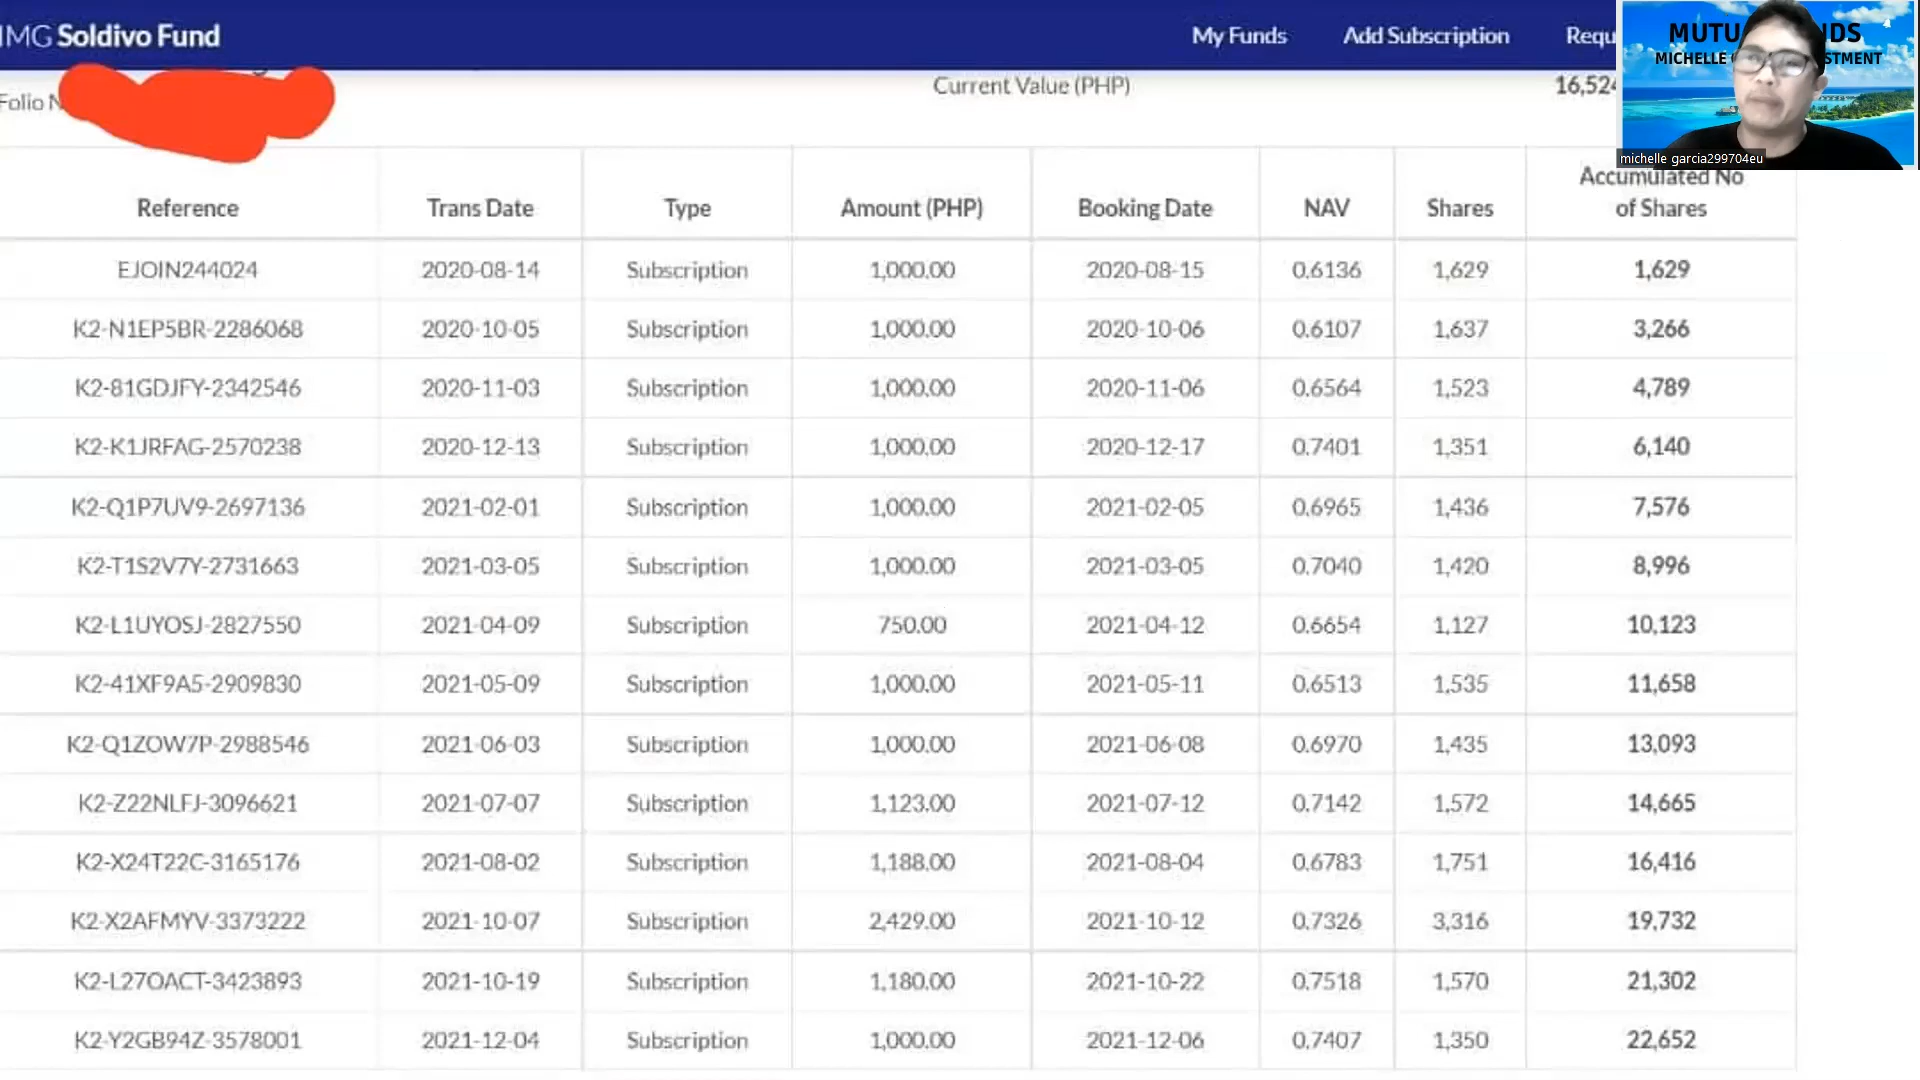 IMG Soldivo Fund My Funds Add Subscription Requ
MUTU NDS
MICHELLE STMENT
michelle garcia299704eu
Folio N Current Value (PHP) 16,524
Reference Trans Date Type Amount (PHP) Booking Date NAV Shares Accumulated No of Shares
EJOIN244024 2020-08-14 Subscription 1,000.00 2020-08-15 0.6136 1,629 1,629
K2-N1EP5BR-2286068 2020-10-05 Subscription 1,000.00 2020-10-06 0.6107 1,637 3,266
K2-81GDJFY-2342546 2020-11-03 Subscription 1,000.00 2020-11-06 0.6564 1,523 4,789
K2-K1JRFAG-2570238 2020-12-13 Subscription 1,000.00 2020-12-17 0.7401 1,351 6,140
K2-Q1P7UV9-2697136 2021-02-01 Subscription 1,000.00 2021-02-05 0.6965 1,436 7,576
K2-T1S2V7Y-2731663 2021-03-05 Subscription 1,000.00 2021-03-05 0.7040 1,420 8,996
K2-L1UYOSJ-2827550 2021-04-09 Subscription 750.00 2021-04-12 0.6654 1,127 10,123
K2-41XF9A5-2909830 2021-05-09 Subscription 1,000.00 2021-05-11 0.6513 1,535 11,658
K2-Q1ZOW7P-2988546 2021-06-03 Subscription 1,000.00 2021-06-08 0.6970 1,435 13,093
K2-Z22NLFJ-3096621 2021-07-07 Subscription 1,123.00 2021-07-12 0.7142 1,572 14,665
K2-X24T22C-3165176 2021-08-02 Subscription 1,188.00 2021-08-04 0.6783 1,751 16,416
K2-X2AFMYV-3373222 2021-10-07 Subscription 2,429.00 2021-10-12 0.7326 3,316 19,732
K2-L27OACT-3423893 2021-10-19 Subscription 1,180.00 2021-10-22 0.7518 1,570 21,302
K2-Y2GB94Z-3578001 2021-12-04 Subscription 1,000.00 2021-12-06 0.7407 1,350 22,652